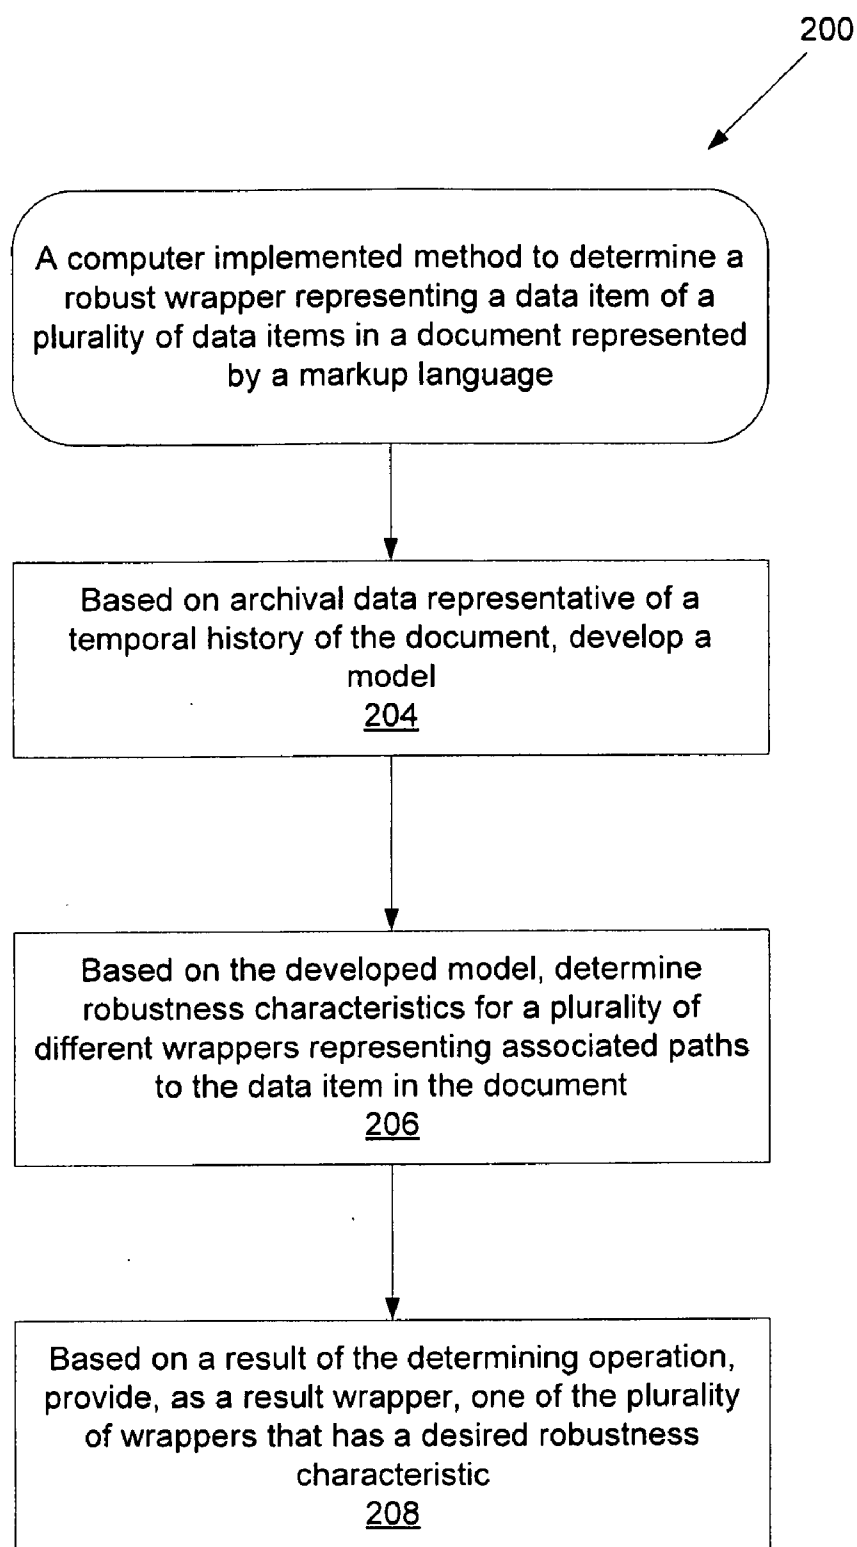 200
A computer implemented method to determine a
robust wrapper representing a data item of a
plurality of data items in a document represented
by a markup language
Based on archival data representative of a
temporal history of the document, develop a
model
204
Based on the developed model, determine
robustness characteristics for a plurality of
different wrappers representing associated paths
to the data item in the document
206
Based on a result of the determining operation,
provide, as a result wrapper, one of the plurality
of wrappers that has a desired robustness
characteristic
208